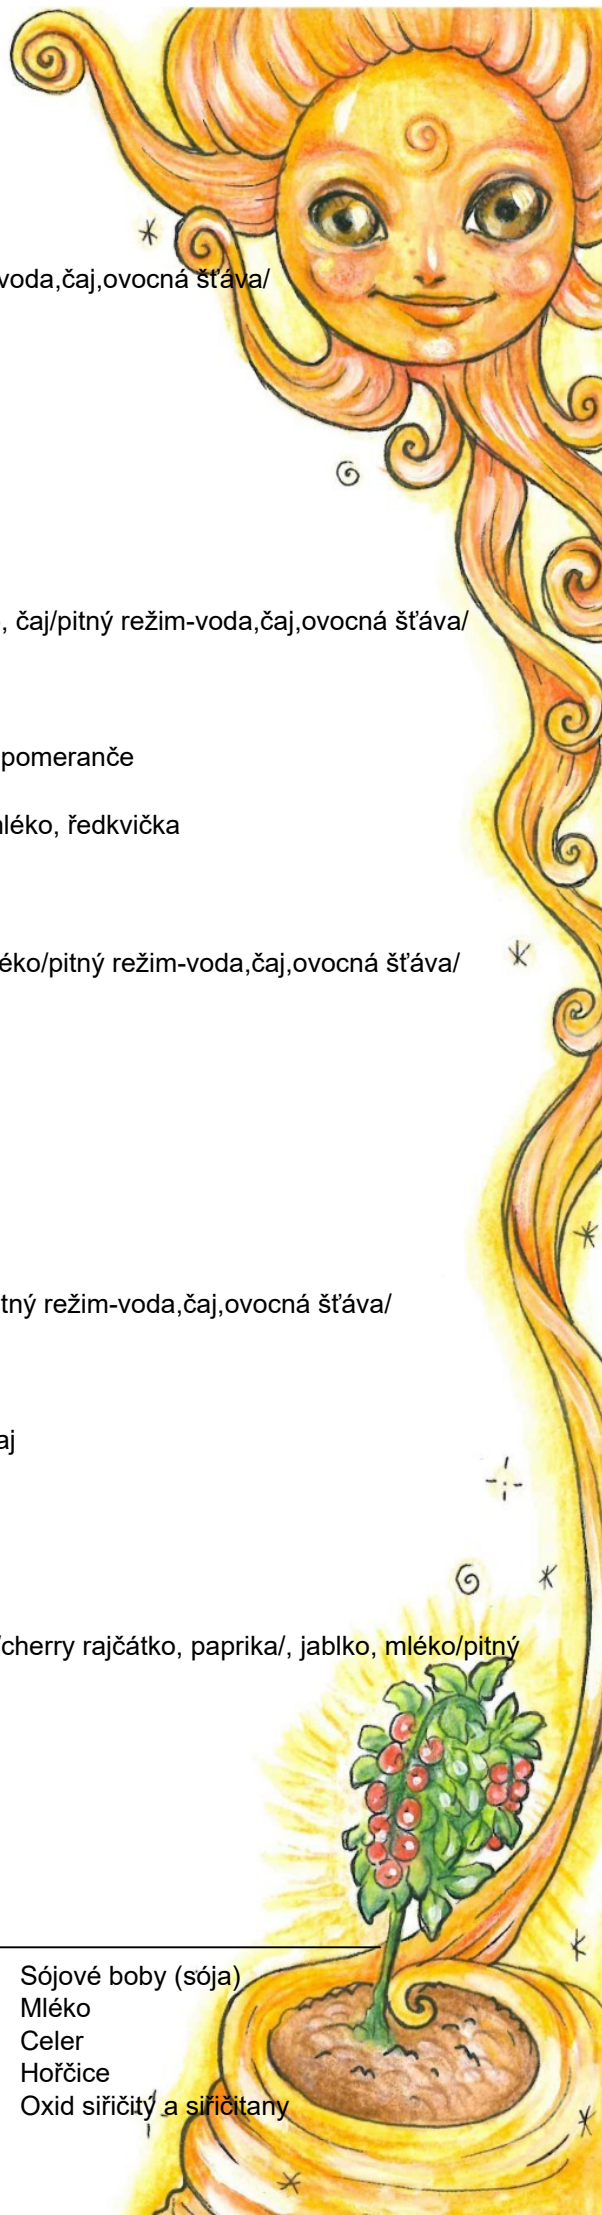 voda,čaj,ovocná šťáva/
, čaj/pitný režim-voda,čaj,ovocná šťáva/
pomeranče
mléko, ředkvička
éko/pitný režim-voda,čaj,ovocná šťáva/
tný režim-voda,čaj,ovocná šťáva/
aj
/cherry rajčátko, paprika/, jablko, mléko/pitný
Sójové boby (sója)
Mléko
Celer
Hořčice
Oxid siřičitý a siřičitany